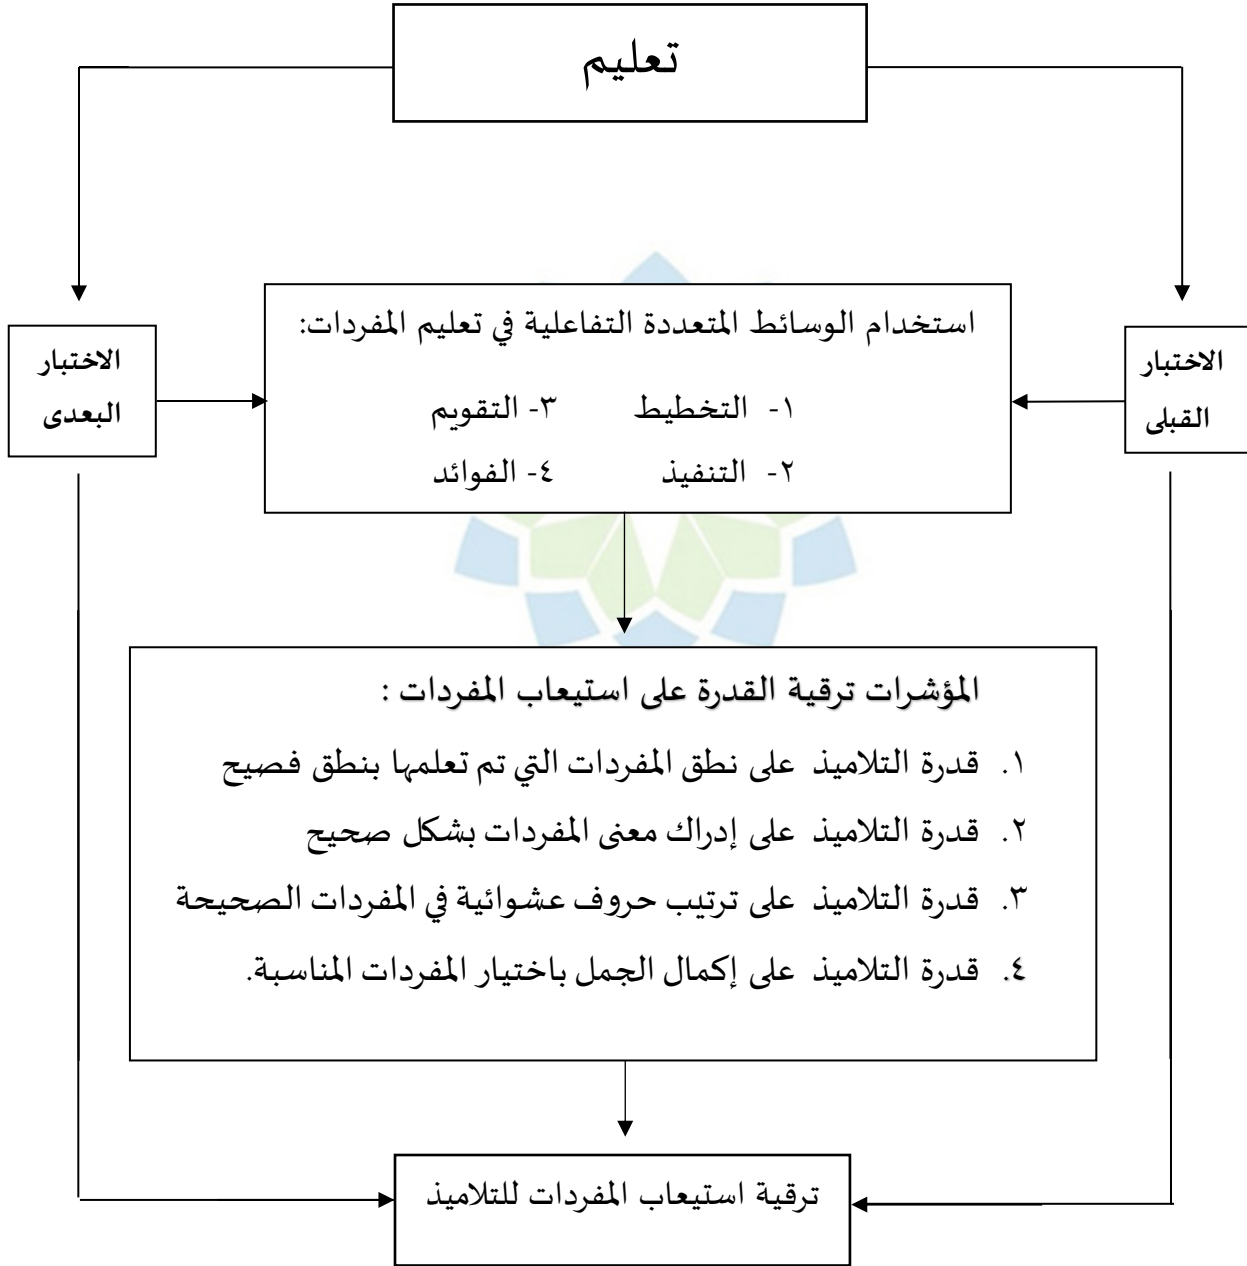 تعليم
الاختبار
القبلى
استخدام الوسائط المتعددة التفاعلية في تعليم المفردات:
١- التخطيط ٣- التقويم
٢- التنفيذ ٤- الفوائد
الاختبار
البعدى
المؤشرات ترقية القدرة على استيعاب المفردات :
١. قدرة التلاميذ على نطق المفردات التي تم تعلمها بنطق فصيح
٢. قدرة التلاميذ على إدراك معنى المفردات بشكل صحيح
٣. قدرة التلاميذ على ترتيب حروف عشوائية في المفردات الصحيحة
٤. قدرة التلاميذ على إكمال الجمل باختيار المفردات المناسبة.
ترقية استيعاب المفردات للتلاميذ